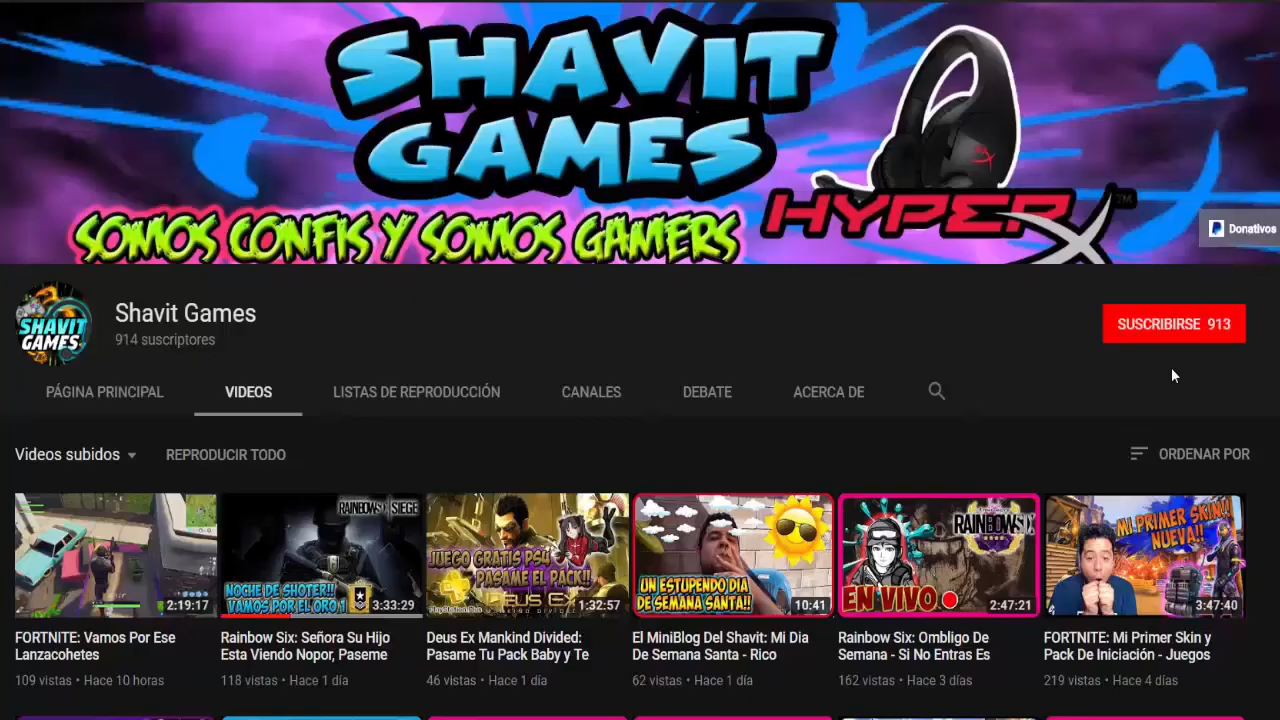 SHAVIT
GAMES
SOMOS CONFIS Y SOMOS GAMERS
HYPERX
TM
Donativos
SHAVIT
GAMES
Shavit Games
914 suscriptores
SUSCRIBIRSE 913
PÁGINA PRINCIPAL
VIDEOS
LISTAS DE REPRODUCCIÓN
CANALES
DEBATE
ACERCA DE
Videos subidos
REPRODUCIR TODO
ORDENAR POR
2:19:17
FORTNITE: Vamos Por Ese
Lanzacohetes
109 vistas • Hace 10 horas
RAINBOW SIX SIEGE
NOCHE DE SHOTER!!
VAMOS POR EL ORO 1
3:33:29
Rainbow Six: Señora Su Hijo
Esta Viendo Nopor, Paseme
118 vistas • Hace 1 día
JUEGO GRATIS PS4
PASAME EL PACK!!
DEUS EX
1:32:57
Deus Ex Mankind Divided:
Pasame Tu Pack Baby y Te
46 vistas • Hace 1 día
UN ESTUPENDO DIA
DE SEMANA SANTA!!
10:41
El MiniBlog Del Shavit: Mi Dia
De Semana Santa - Rico
62 vistas • Hace 1 día
RAINBOW SIX
EN VIVO
2:47:21
Rainbow Six: Ombligo De
Semana - Si No Entras Es
162 vistas • Hace 3 días
MI PRIMER SKIN!!
NUEVA!!
3:47:40
FORTNITE: Mi Primer Skin y
Pack De Iniciación - Juegos
219 vistas • Hace 4 días